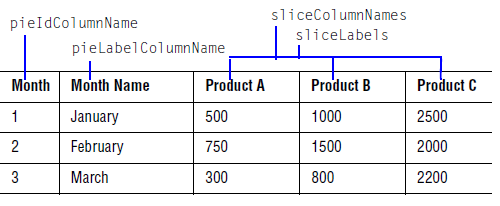 pieIdColumnName
sliceColumnNames
sliceLabels
pieLabelColumnName
Month Month Name Product A Product B Product C
1 January 500 1000 2500
2 February 750 1500 2000
3 March 300 800 2200